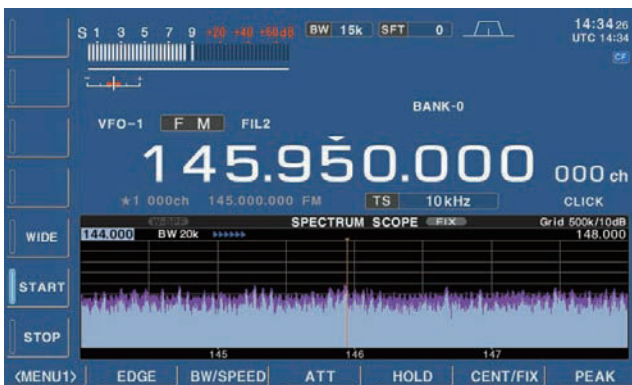 S 1 3 5 7 9 +20 +40 +60dB BW 15k SFT 0 14:34 26
UTC 14:34
CF
BANK-0
VFO-1 FM FIL2
145.950.000 000 ch
★1 000ch 145.000.000 FM TS 10kHz CLICK
W-BPF SPECTRUM SCOPE FIX Grid 500k/10dB
144.000 BW 20k 148.000
WIDE
START
STOP
145 146 147
<MENU1> EDGE BW/SPEED ATT HOLD CENT/FIX PEAK